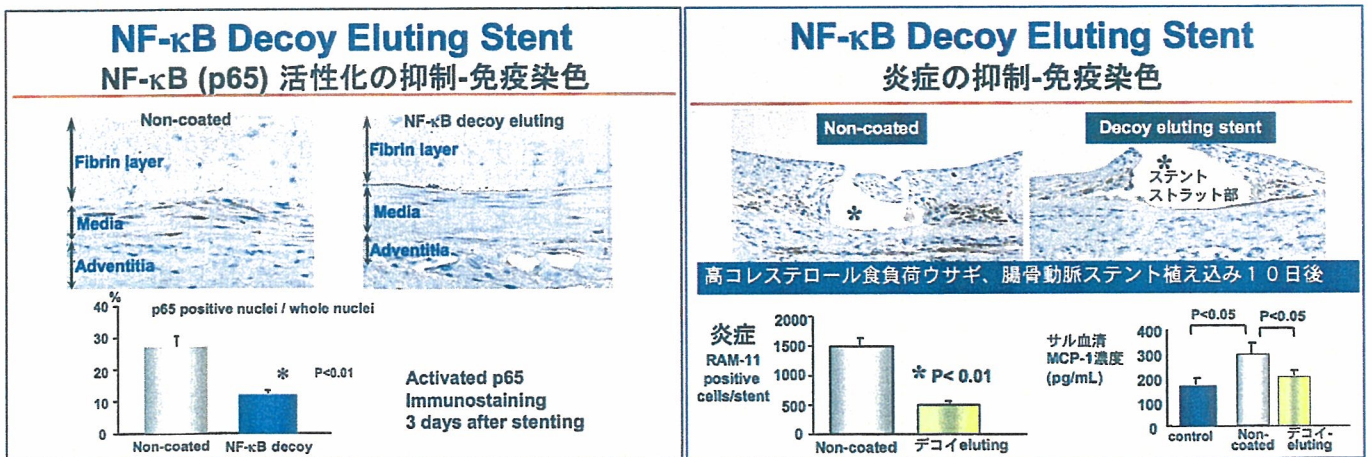 NF-κB Decoy Eluting Stent
NF-κB (p65) 活性化の抑制-免疫染色
Non-coated
NF-κB decoy eluting
Fibrin layer
Media
Adventitia
Fibrin layer
Media
Adventitia
%
p65 positive nuclei / whole nuclei
40
30
20
10
0
* P<0.01
Non-coated
NF-κB decoy
Activated p65
Immunostaining
3 days after stenting
NF-κB Decoy Eluting Stent
炎症の抑制-免疫染色
Non-coated
Decoy eluting stent
*
*
ステント
ストラット部
高コレステロール食負荷ウサギ、腸骨動脈ステント植え込み10日後
炎症
RAM-11
positive
cells/stent
2000
1500
1000
500
0
* P< 0.01
Non-coated
デコイeluting
サル血清
MCP-1濃度
(pg/mL)
400
300
200
100
0
P<0.05
P<0.05
control
Non-
coated
デコイ-
eluting